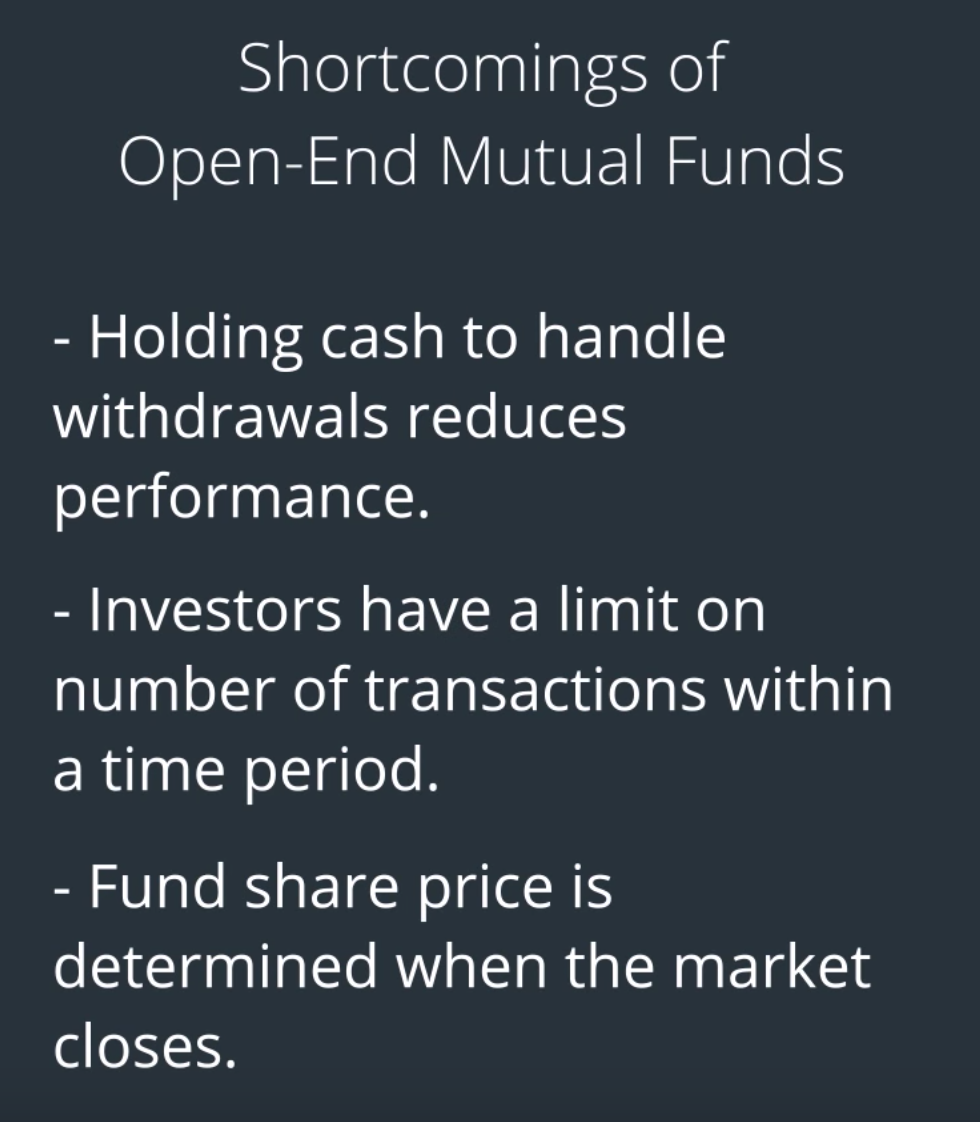 Shortcomings of
Open-End Mutual Funds
- Holding cash to handle
withdrawals reduces
performance.
- Investors have a limit on
number of transactions within
a time period.
- Fund share price is
determined when the market
closes.